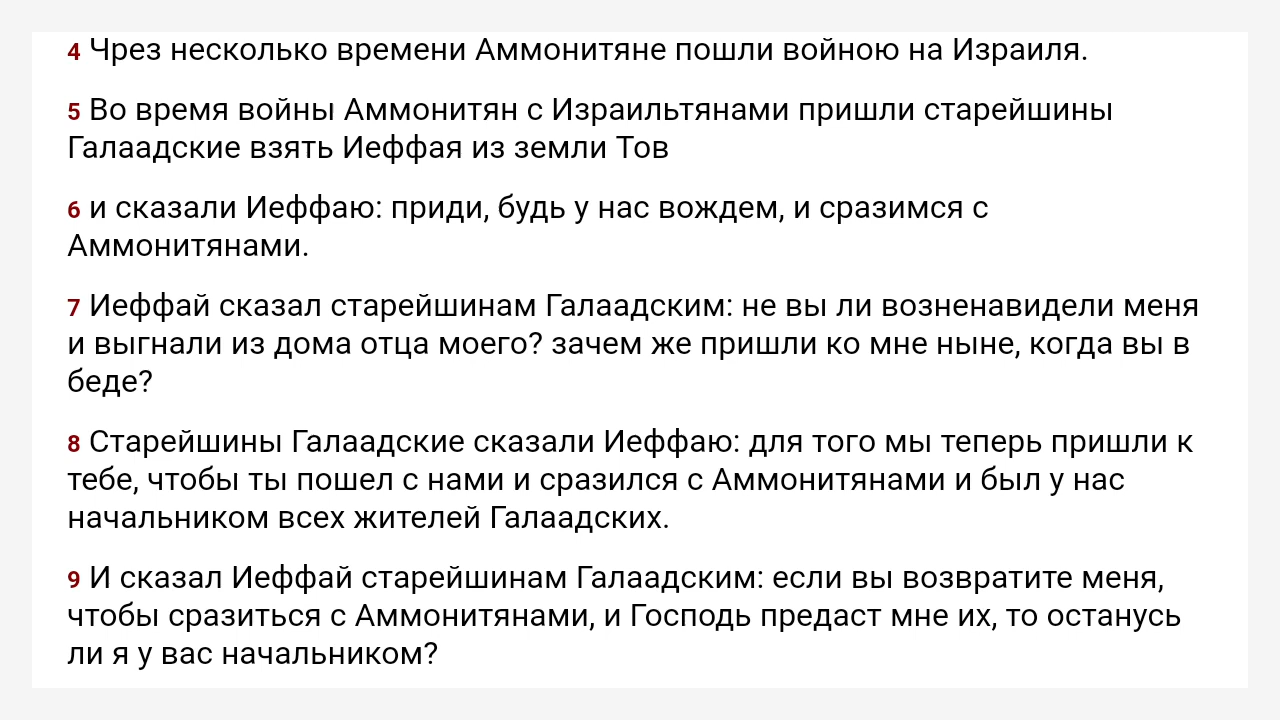 4 Чрез несколько времени Аммонитяне пошли войною на Израиля.
5 Во время войны Аммонитян с Израильтянами пришли старейшины
Галаадские взять Иеффая из земли Тов
6 и сказали Иеффаю: приди, будь у нас вождем, и сразимся с
Аммонитянами.
7 Иеффай сказал старейшинам Галаадским: не вы ли возненавидели меня
и выгнали из дома отца моего? зачем же пришли ко мне ныне, когда вы в
беде?
8 Старейшины Галаадские сказали Иеффаю: для того мы теперь пришли к
тебе, чтобы ты пошел с нами и сразился с Аммонитянами и был у нас
начальником всех жителей Галаадских.
9 И сказал Иеффай старейшинам Галаадским: если вы возвратите меня,
чтобы сразиться с Аммонитянами, и Господь предаст мне их, то останусь
ли я у вас начальником?